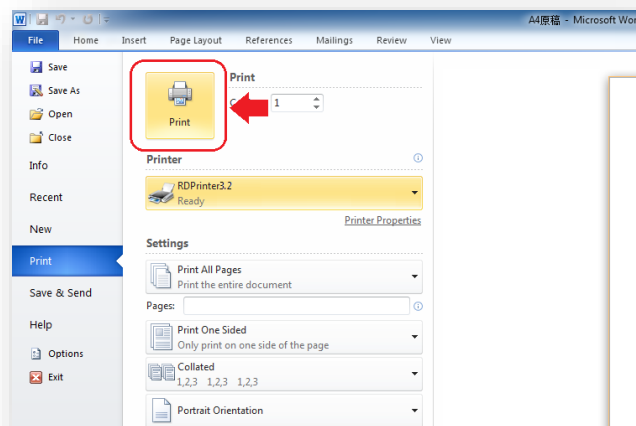 A4原稿 - Microsoft Wor
File Home Insert Page Layout References Mailings Review View
Save
Save As
Open
Close
Info
Recent
New
Print
Save & Send
Help
Options
Exit
Print
Print
1
Printer
RDPrinter3.2
Ready
Printer Properties
Settings
Print All Pages
Print the entire document
Pages:
Print One Sided
Only print on one side of the page
Collated
1,2,3 1,2,3 1,2,3
Portrait Orientation